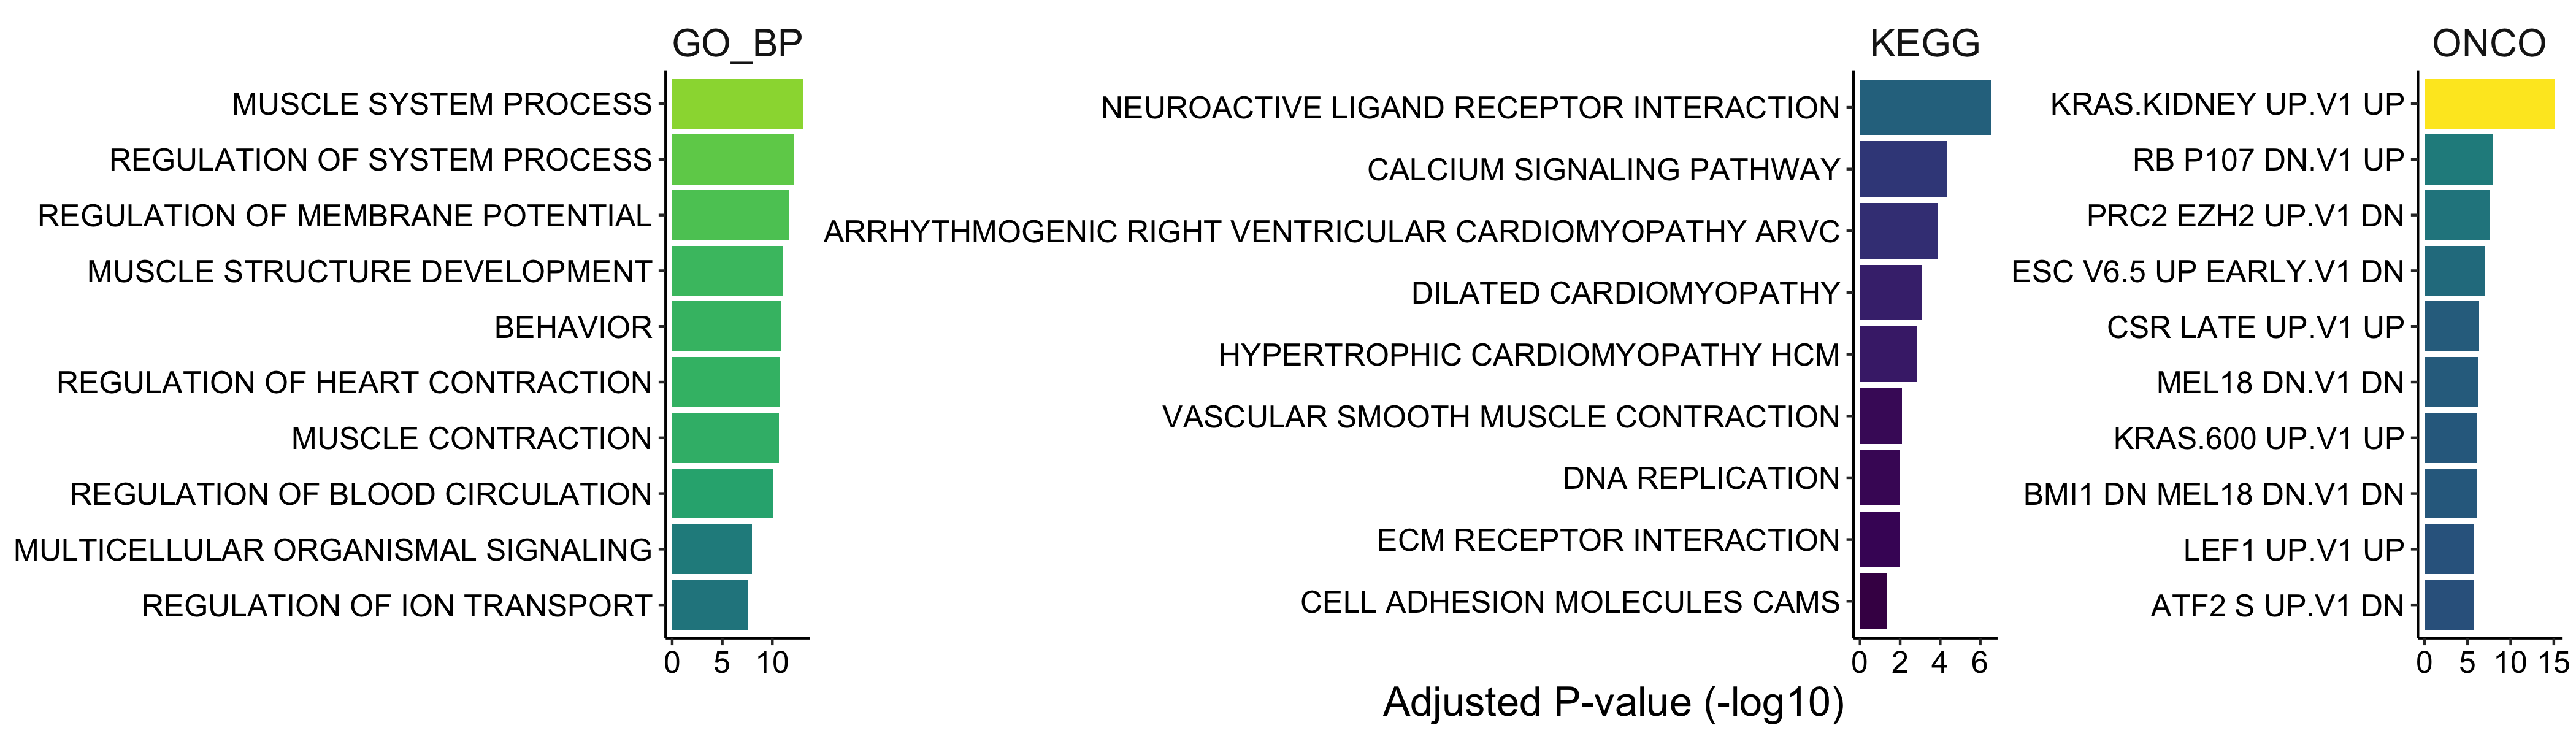 GO_BP
MUSCLE SYSTEM PROCESS
REGULATION OF SYSTEM PROCESS
REGULATION OF MEMBRANE POTENTIAL
MUSCLE STRUCTURE DEVELOPMENT
BEHAVIOR
REGULATION OF HEART CONTRACTION
MUSCLE CONTRACTION
REGULATION OF BLOOD CIRCULATION
MULTICELLULAR ORGANISMAL SIGNALING
REGULATION OF ION TRANSPORT
0 5 10
KEGG
NEUROACTIVE LIGAND RECEPTOR INTERACTION
CALCIUM SIGNALING PATHWAY
ARRHYTHMOGENIC RIGHT VENTRICULAR CARDIOMYOPATHY ARVC
DILATED CARDIOMYOPATHY
HYPERTROPHIC CARDIOMYOPATHY HCM
VASCULAR SMOOTH MUSCLE CONTRACTION
DNA REPLICATION
ECM RECEPTOR INTERACTION
CELL ADHESION MOLECULES CAMS
0 2 4 6
ONCO
KRAS.KIDNEY UP.V1 UP
RB P107 DN.V1 UP
PRC2 EZH2 UP.V1 DN
ESC V6.5 UP EARLY.V1 DN
CSR LATE UP.V1 UP
MEL18 DN.V1 DN
KRAS.600 UP.V1 UP
BMI1 DN MEL18 DN.V1 DN
LEF1 UP.V1 UP
ATF2 S UP.V1 DN
0 5 10 15
Adjusted P-value (-log10)